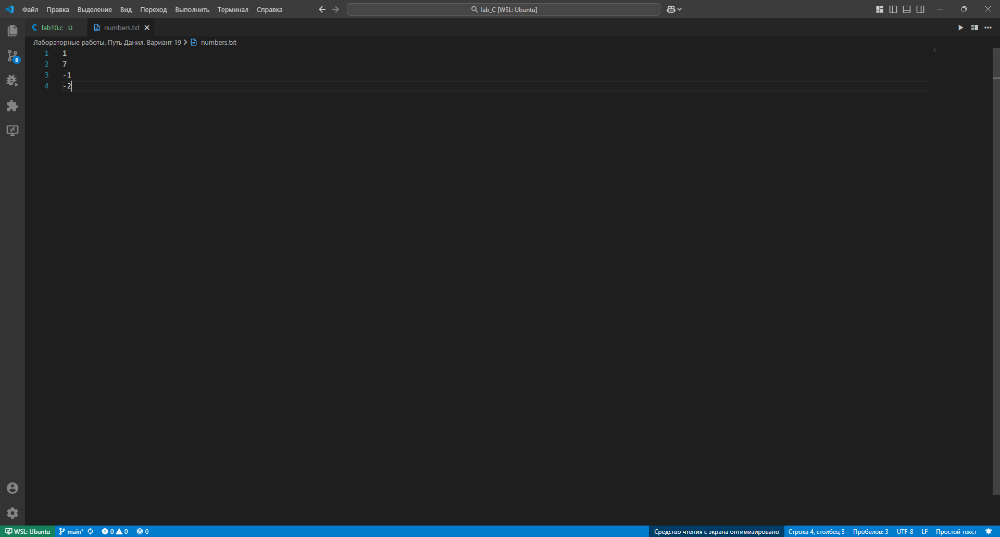 Файл Правка Выделение Вид Переход Выполнить Терминал Справка lab_C [WSL: Ubuntu]
lab10.c U numbers.txt
Лабораторные работы. Путь Данил. Вариант 19 > numbers.txt
1 1
2 7
3 -1
4 -2
8
WSL: Ubuntu main* 0 0 0 Средство чтения с экрана оптимизировано Строка 4, столбец 3 Пробелов: 3 UTF-8 LF Простой текст